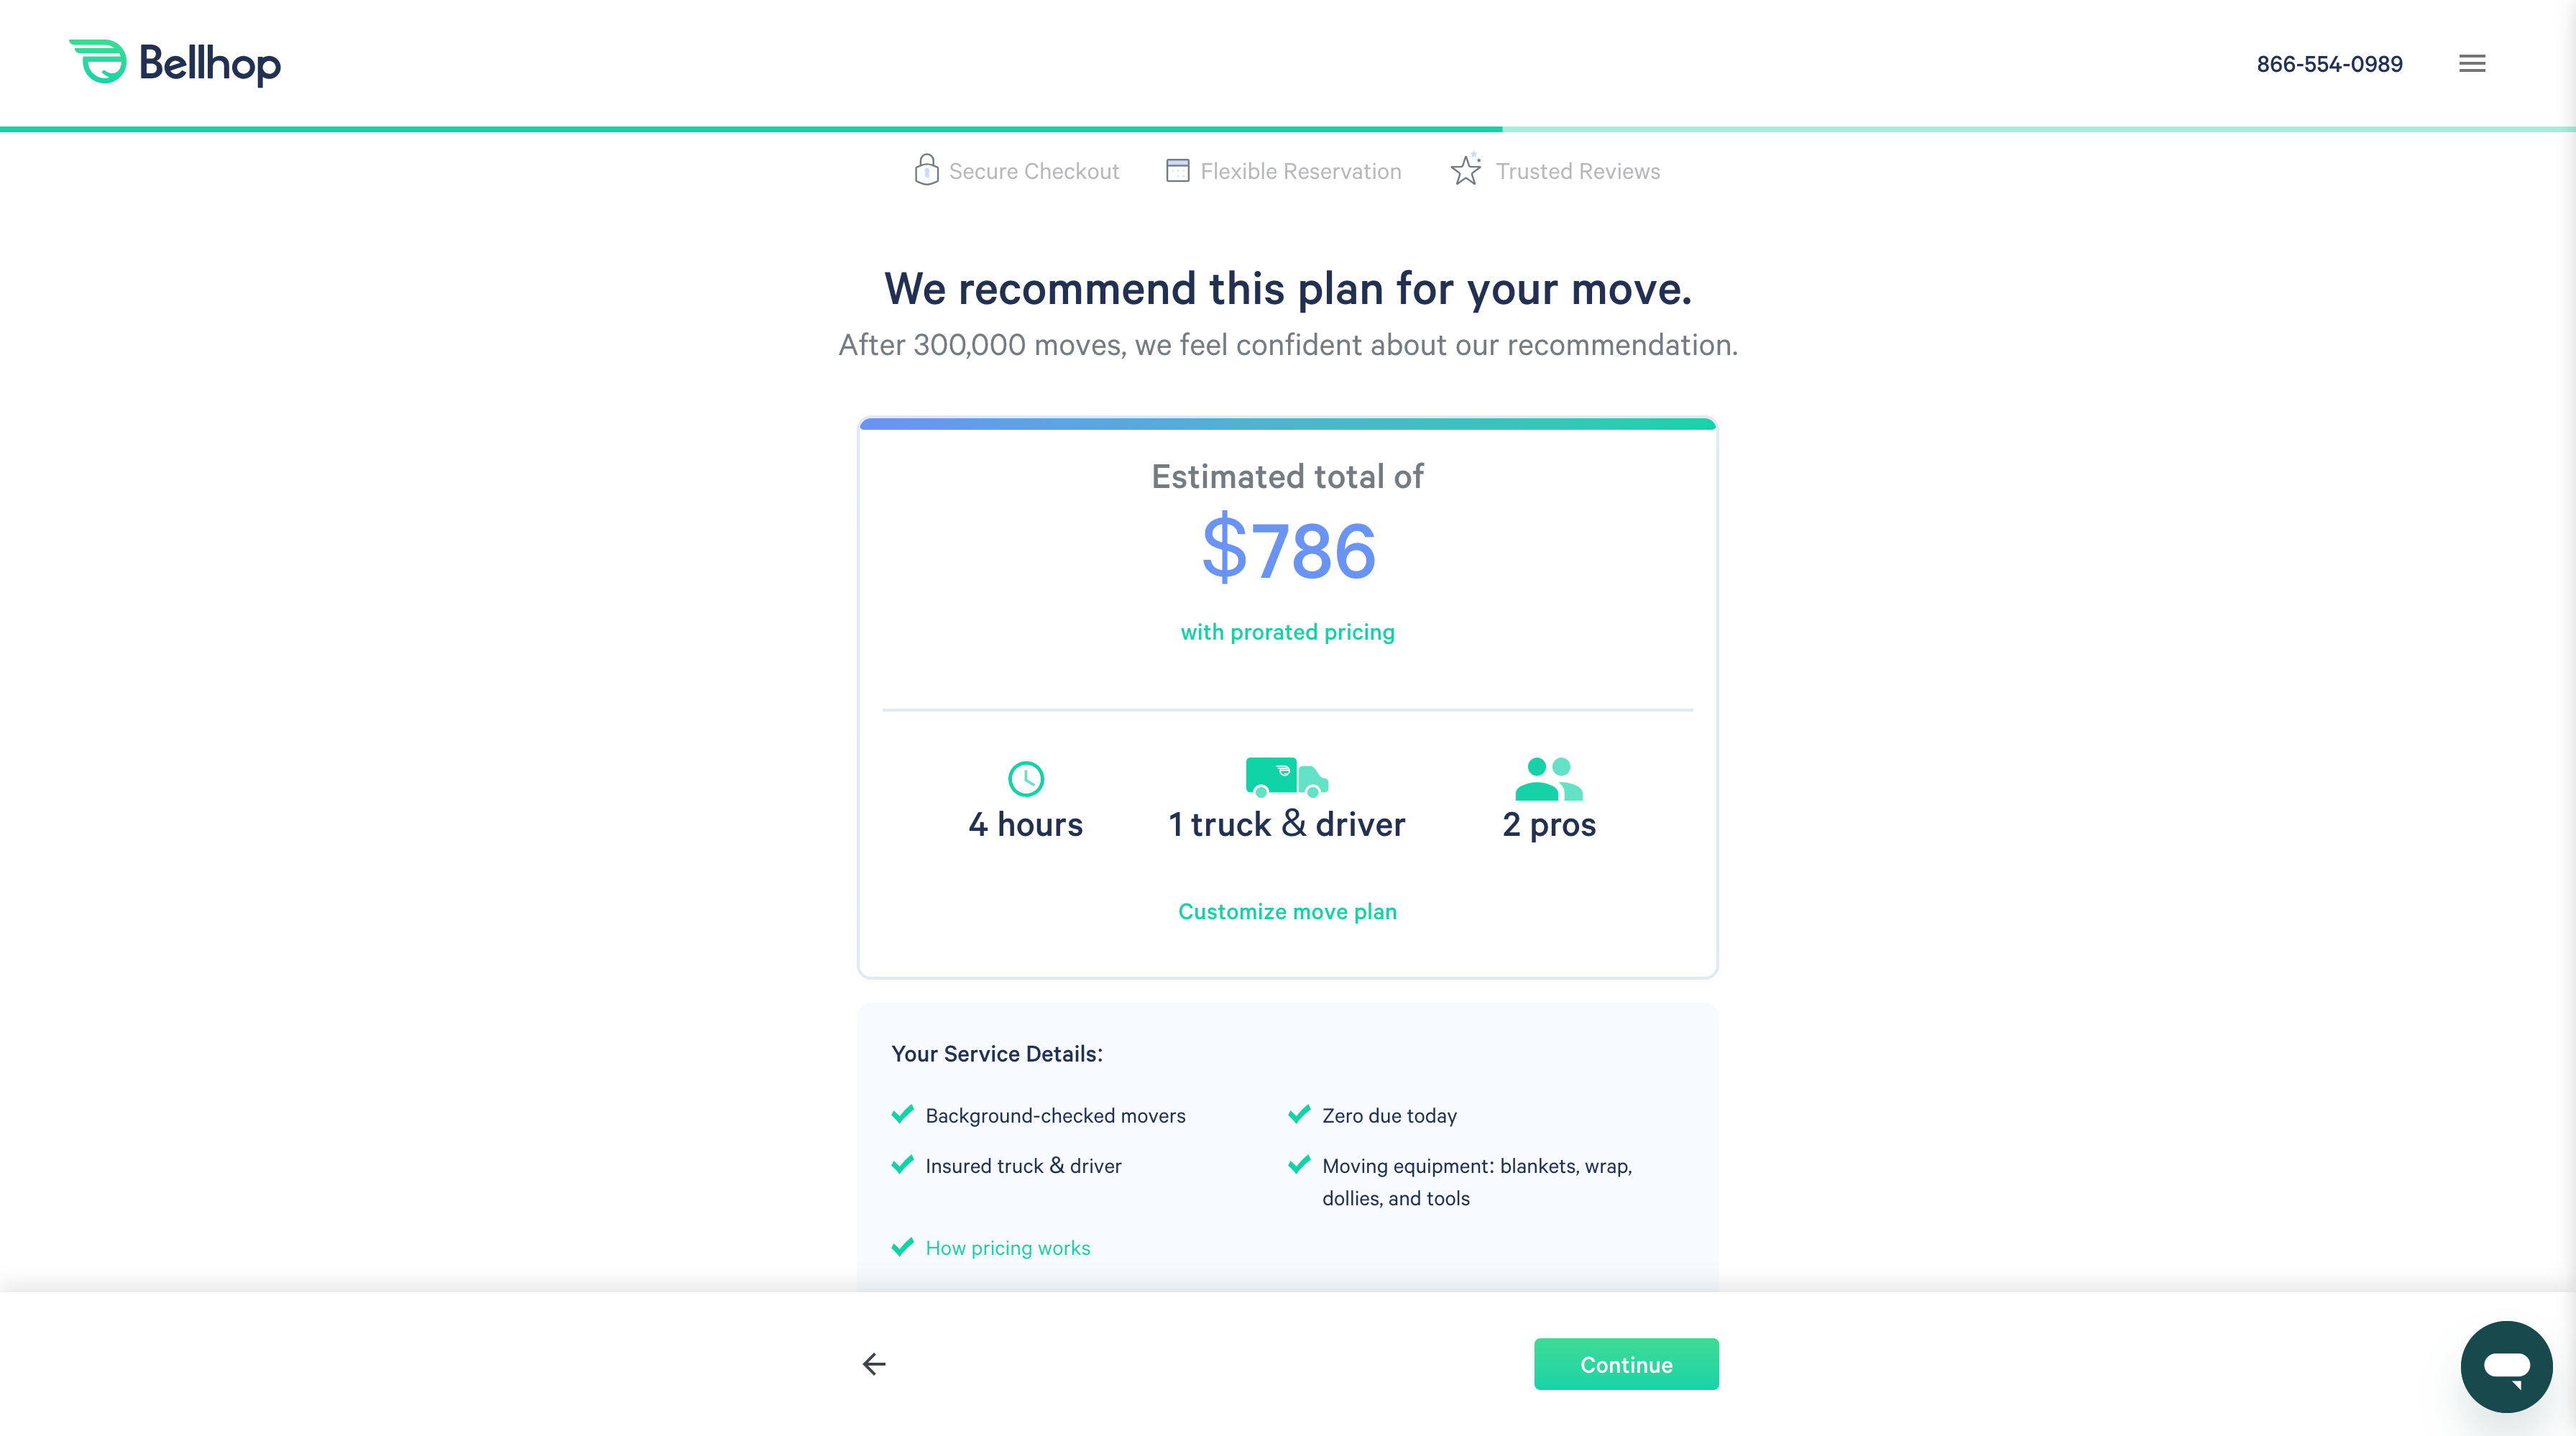 Bellhop
866-554-0989
Secure Checkout
Flexible Reservation
Trusted Reviews
We recommend this plan for your move.
After 300,000 moves, we feel confident about our recommendation.
Estimated total of
$786
with prorated pricing
4 hours
1 truck & driver
2 pros
Customize move plan
Your Service Details:
Background-checked movers
Zero due today
Insured truck & driver
Moving equipment: blankets, wrap,
dollies, and tools
How pricing works
Continue